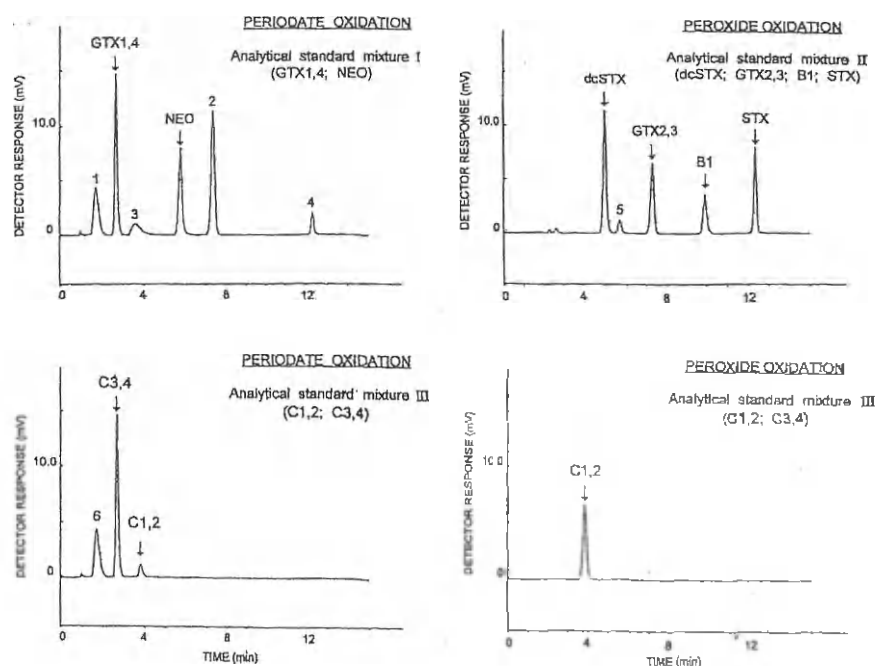 PERIODATE OXIDATION
Analytical standard mixture I
(GTX1,4; NEO)
DETECTOR RESPONSE (mV)
10.0
0
GTX1,4
NEO
1
2
3
4
0 4 8 12
PEROXIDE OXIDATION
Analytical standard mixture II
(dcSTX; GTX2,3; B1; STX)
DETECTOR RESPONSE (mV)
10.0
0
dcSTX
GTX2,3
B1
STX
5
0 4 8 12
PERIODATE OXIDATION
Analytical standard mixture III
(C1,2; C3,4)
DETECTOR RESPONSE (mV)
10.0
0
C3,4
C1,2
6
0 4 8 12
TIME (min)
PEROXIDE OXIDATION
Analytical standard mixture III
(C1,2; C3,4)
DETECTOR RESPONSE (mV)
10.0
0
C1,2
0 4 8 12
TIME (min)